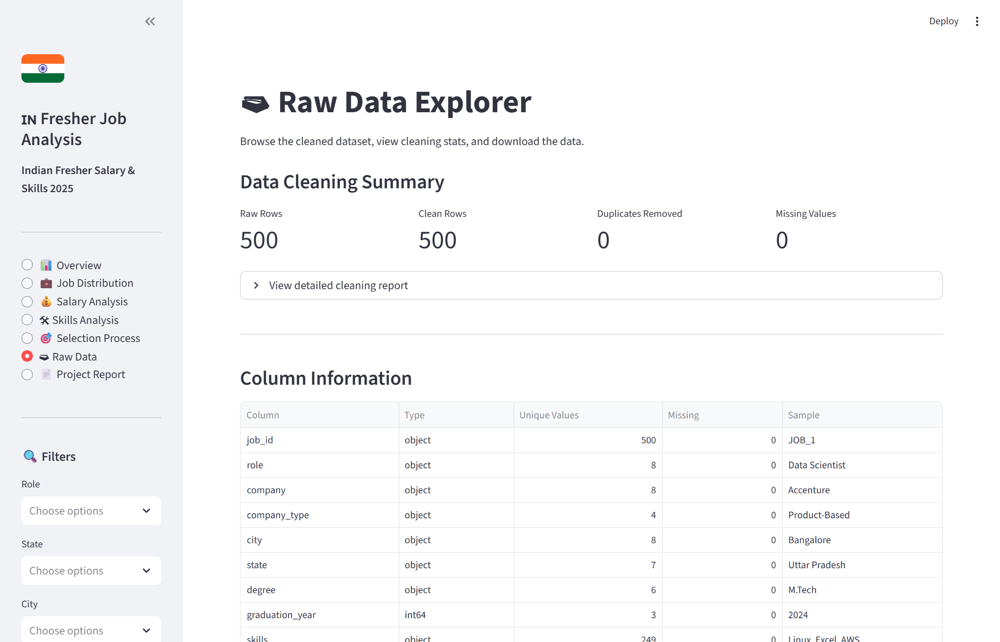 Deploy
IN Fresher Job
Analysis
Indian Fresher Salary &
Skills 2025
Overview
Job Distribution
Salary Analysis
Skills Analysis
Selection Process
Raw Data
Project Report
Filters
Role
Choose options
State
Choose options
City
Choose options
Raw Data Explorer
Browse the cleaned dataset, view cleaning stats, and download the data.
Data Cleaning Summary
Raw Rows Clean Rows Duplicates Removed Missing Values
500 500 0 0
View detailed cleaning report
Column Information
Column Type Unique Values Missing Sample
job_id object 500 0 JOB_1
role object 8 0 Data Scientist
company object 8 0 Accenture
company_type object 4 0 Product-Based
city object 8 0 Bangalore
state object 7 0 Uttar Pradesh
degree object 6 0 M.Tech
graduation_year int64 3 0 2024
skills object 249 0 Linux, Excel, AWS